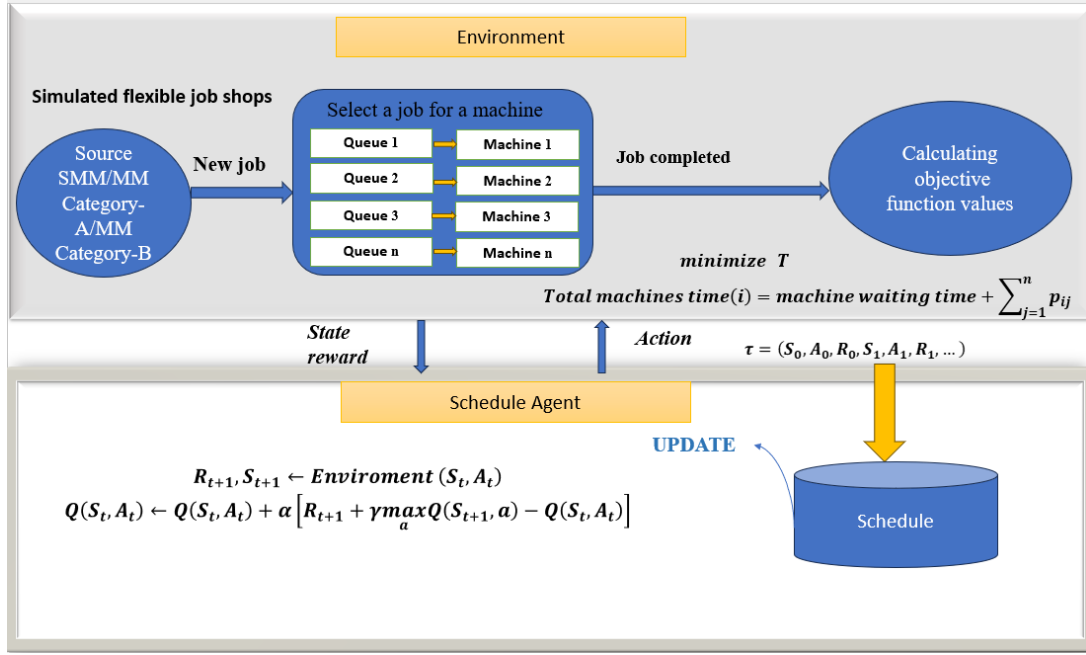 Environment
Simulated flexible job shops
Source
SMM/MM
Category-
A/MM
Category-B
New job
Select a job for a machine
Queue 1
Machine 1
Queue 2
Machine 2
Queue 3
Machine 3
Queue n
Machine n
Job completed
Calculating
objective
function values
minimize T
Total machines time(i) = machine waiting time + ∑_{j=1}^{n} p_{ij}
State
reward
Action
τ = (S₀, A₀, R₀, S₁, A₁, R₁, … )
Schedule Agent
UPDATE
R_{t+1}, S_{t+1} ← Enviroment (S_t, A_t)
Q(S_t, A_t) ← Q(S_t, A_t) + α [R_{t+1} + γ max_a Q(S_{t+1}, a) − Q(S_t, A_t)]
Schedule